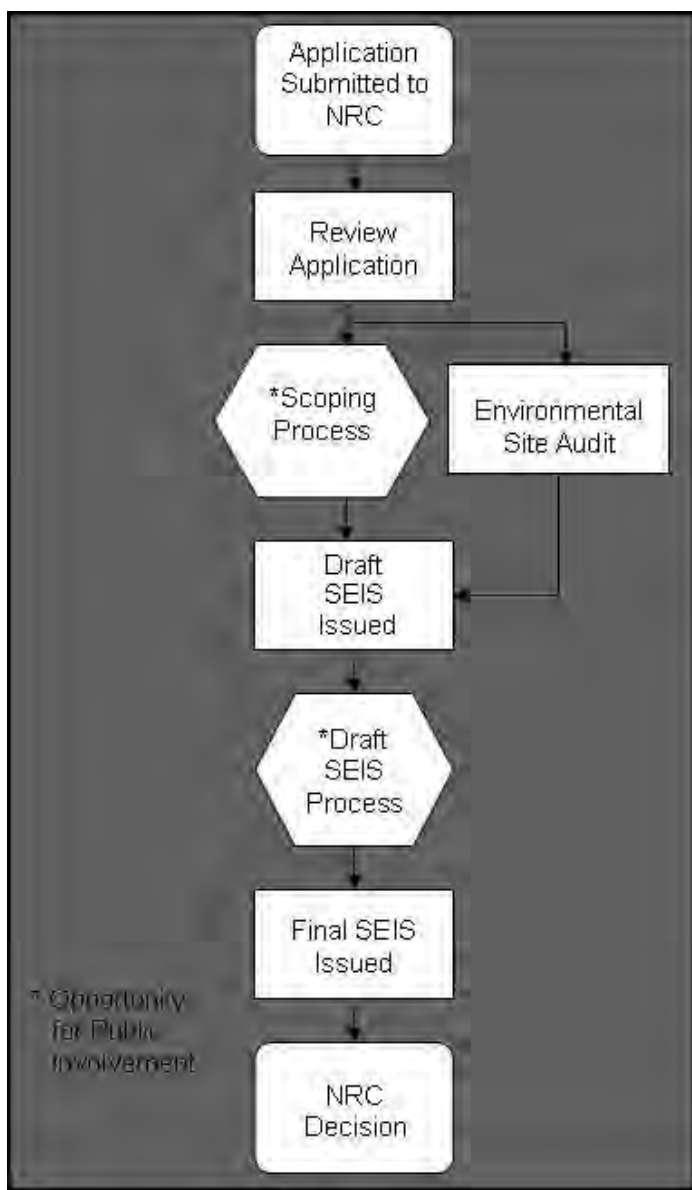 Application
Submitted to
NRC
Review
Application
*Scoping
Process
Environmental
Site Audit
Draft
SEIS
Issued
*Draft
SEIS
Process
Final SEIS
Issued
* Opportunity
for Public
Involvement
NRC
Decision